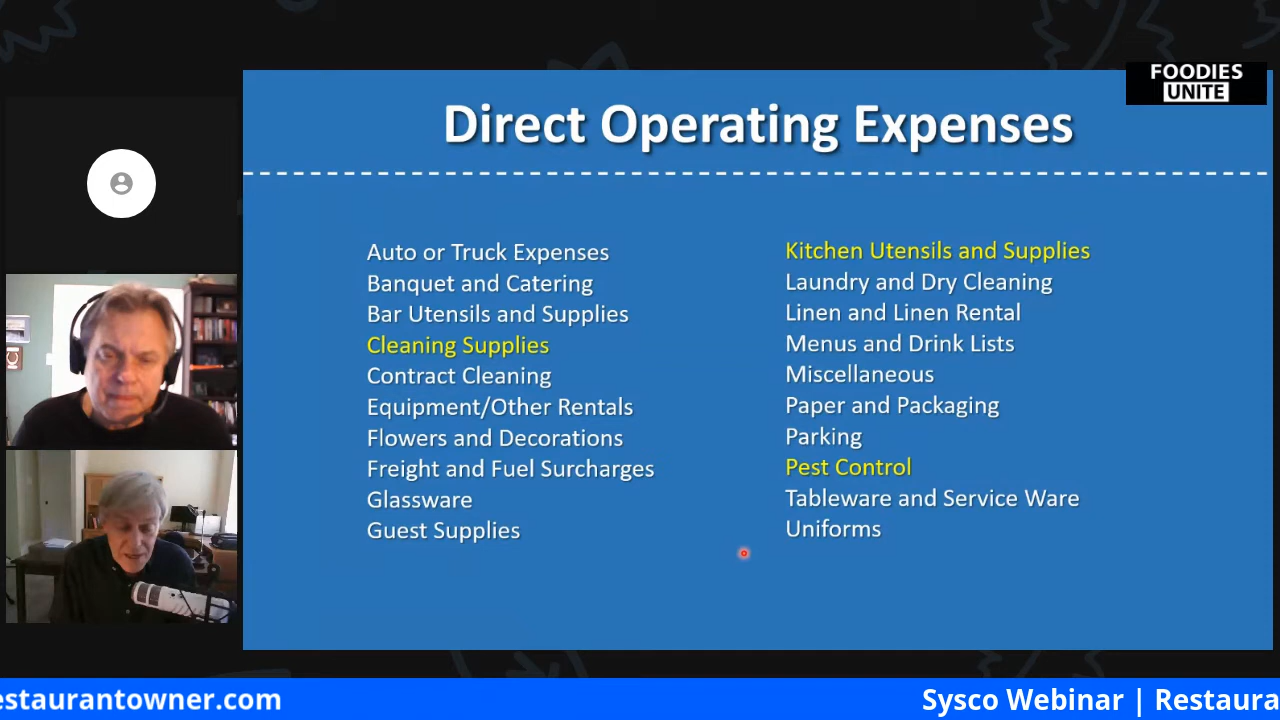 FOODIES
UNITE
Direct Operating Expenses
Auto or Truck Expenses
Banquet and Catering
Bar Utensils and Supplies
Cleaning Supplies
Contract Cleaning
Equipment/Other Rentals
Flowers and Decorations
Freight and Fuel Surcharges
Glassware
Guest Supplies
Kitchen Utensils and Supplies
Laundry and Dry Cleaning
Linen and Linen Rental
Menus and Drink Lists
Miscellaneous
Paper and Packaging
Parking
Pest Control
Tableware and Service Ware
Uniforms
estaurantowner.com
Sysco Webinar | Restaura